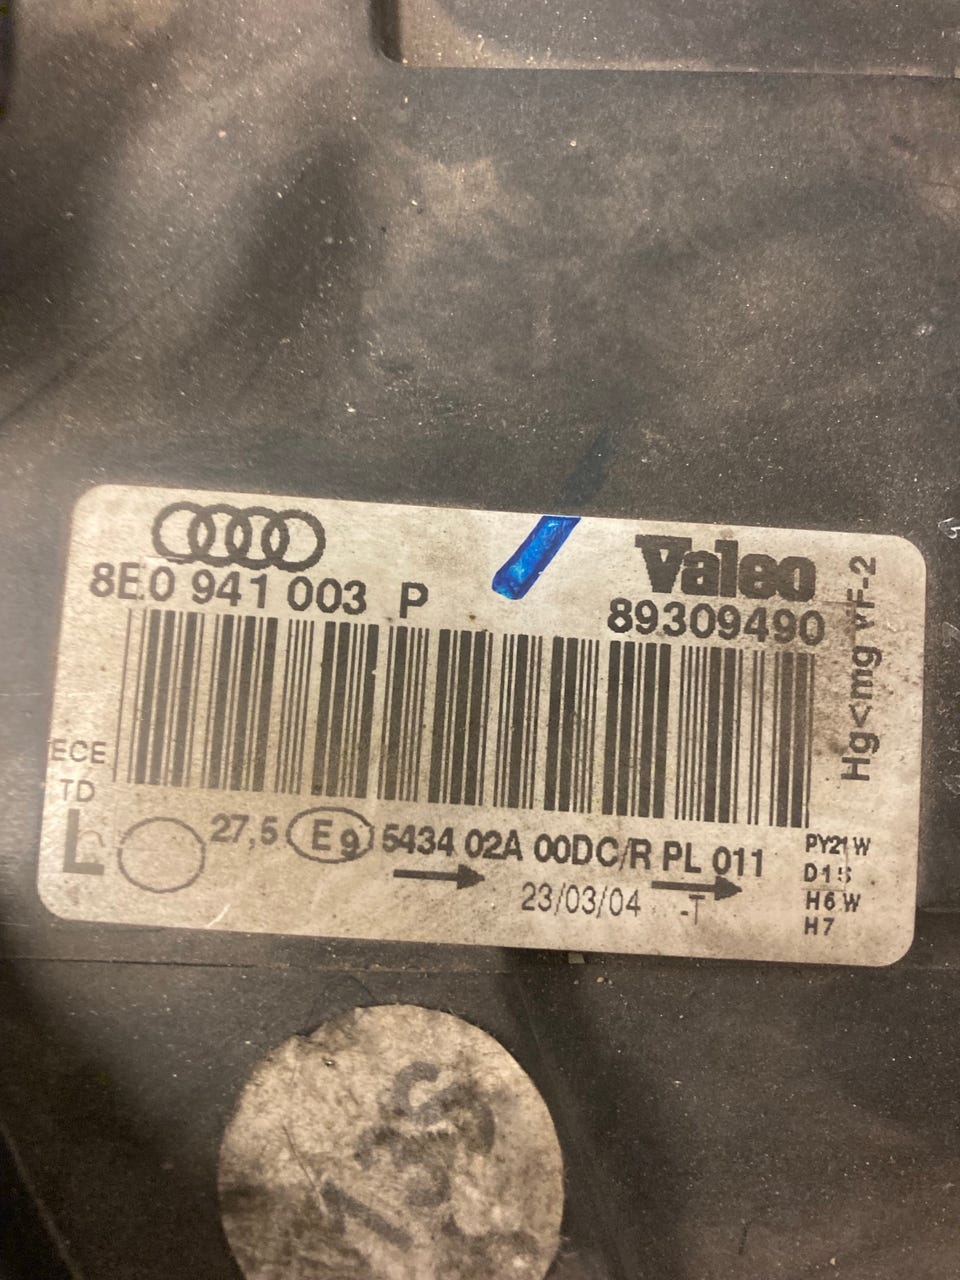 8E0 941 003 P
Valeo
89309490
Hg<mg vF-2
ECE
TD
L
27,5 E9 5434 02A 00DC/R PL 011
23/03/04 -T
PY21W
D1S
H6W
H7